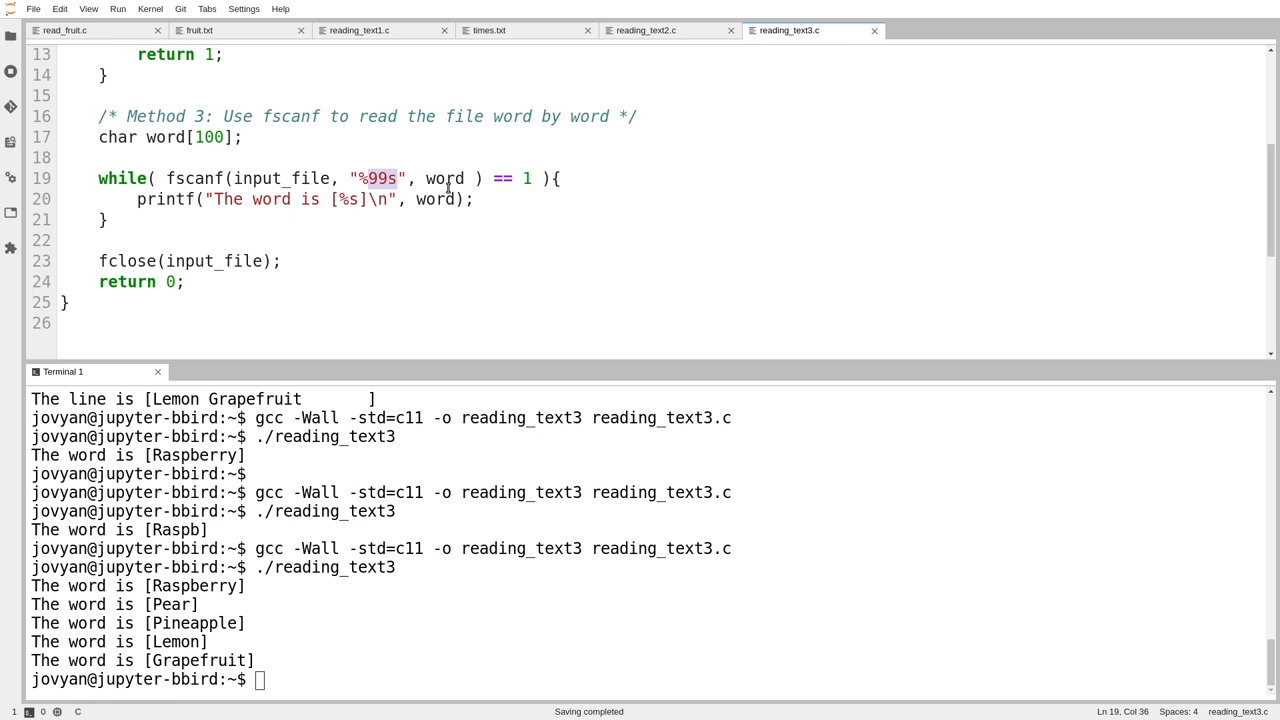 File Edit View Run Kernel Git Tabs Settings Help
read_fruit.c fruit.txt reading_text1.c times.txt reading_text2.c reading_text3.c
13 return 1;
14 }
15
16 /* Method 3: Use fscanf to read the file word by word */
17 char word[100];
18
19 while( fscanf(input_file, "%99s", word ) == 1 ){
20 printf("The word is [%s]\n", word);
21 }
22
23 fclose(input_file);
24 return 0;
25 }
26
Terminal 1
The line is [Lemon Grapefruit       ]
jovyan@jupyter-bbird:~$ gcc -Wall -std=c11 -o reading_text3 reading_text3.c
jovyan@jupyter-bbird:~$ ./reading_text3
The word is [Raspberry]
jovyan@jupyter-bbird:~$
jovyan@jupyter-bbird:~$ gcc -Wall -std=c11 -o reading_text3 reading_text3.c
jovyan@jupyter-bbird:~$ ./reading_text3
The word is [Raspb]
jovyan@jupyter-bbird:~$ gcc -Wall -std=c11 -o reading_text3 reading_text3.c
jovyan@jupyter-bbird:~$ ./reading_text3
The word is [Raspberry]
The word is [Pear]
The word is [Pineapple]
The word is [Lemon]
The word is [Grapefruit]
jovyan@jupyter-bbird:~$
1 0 C Saving completed Ln 19, Col 36 Spaces: 4 reading_text3.c